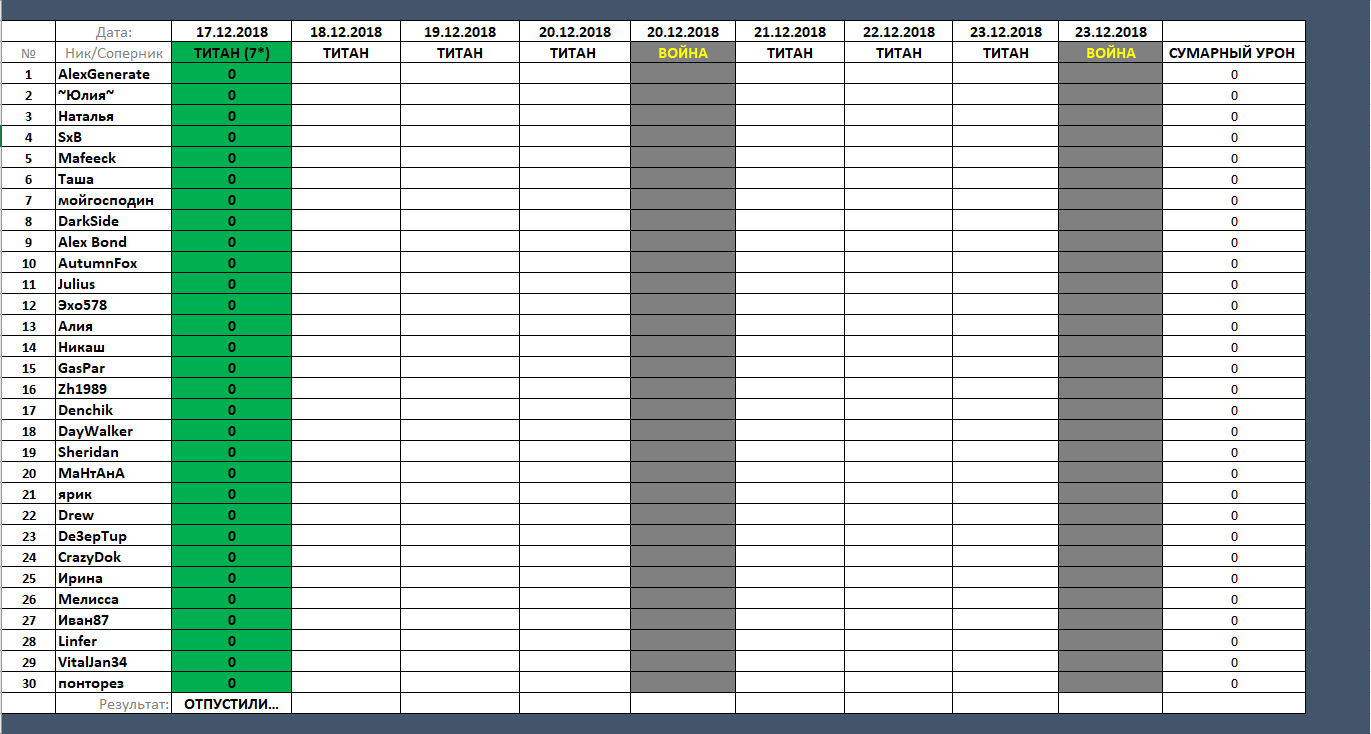 Дата: 17.12.2018 18.12.2018 19.12.2018 20.12.2018 20.12.2018 21.12.2018 22.12.2018 23.12.2018 23.12.2018
№ Ник/Соперник ТИТАН (7*) ТИТАН ТИТАН ТИТАН ВОЙНА ТИТАН ТИТАН ТИТАН ВОЙНА СУМАРНЫЙ УРОН
1 AlexGenerate 0 0
2 ~Юлия~ 0 0
3 Наталья 0 0
4 SxB 0 0
5 Mafeeck 0 0
6 Таша 0 0
7 мойгосподин 0 0
8 DarkSide 0 0
9 Alex Bond 0 0
10 AutumnFox 0 0
11 Julius 0 0
12 Эхо578 0 0
13 Алия 0 0
14 Никаш 0 0
15 GasPar 0 0
16 Zh1989 0 0
17 Denchik 0 0
18 DayWalker 0 0
19 Sheridan 0 0
20 МаНтАнА 0 0
21 ярик 0 0
22 Drew 0 0
23 De3epTup 0 0
24 CrazyDok 0 0
25 Ирина 0 0
26 Мелисса 0 0
27 Иван87 0 0
28 Linfer 0 0
29 VitalJan34 0 0
30 понторез 0 0
Результат: ОТПУСТИЛИ...